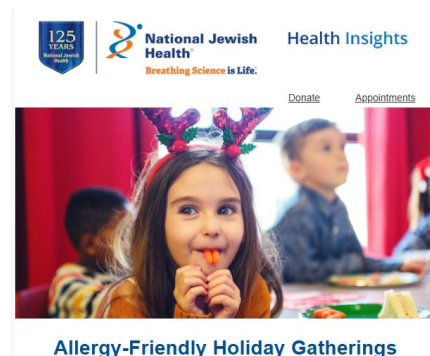 125
YEARS
National Jewish
Health
National Jewish
Health®
Breathing Science is Life.®
Health Insights
Donate Appointments
Allergy-Friendly Holiday Gatherings